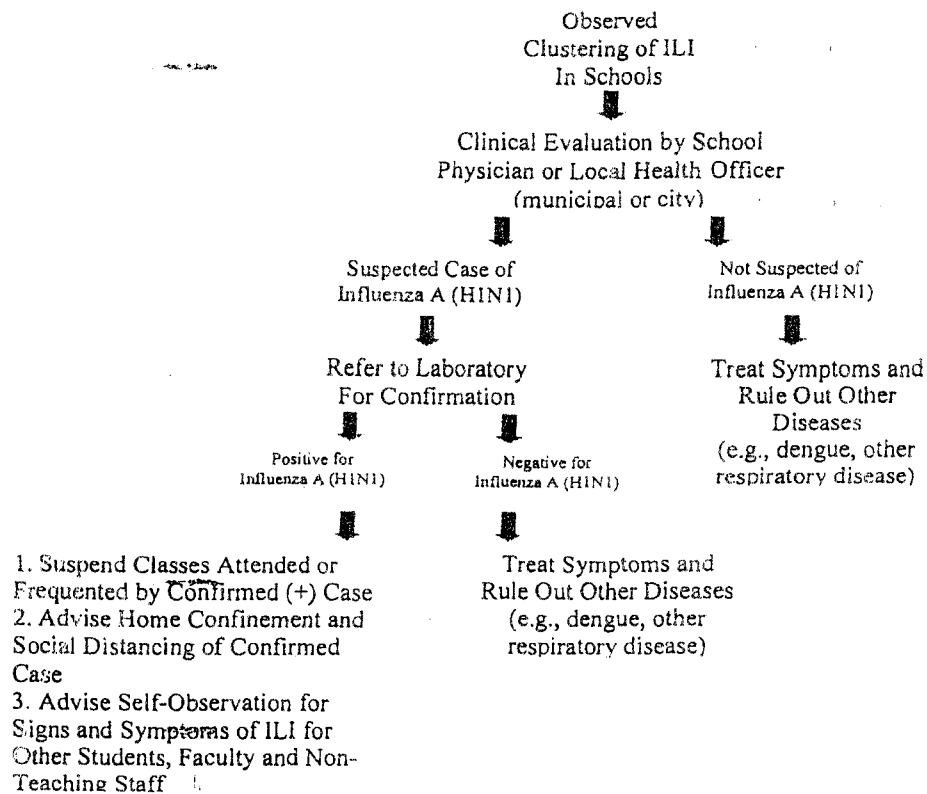 Observed
Clustering of ILI
In Schools
Clinical Evaluation by School
Physician or Local Health Officer
(municipal or city)
Suspected Case of
Influenza A (H1N1)
Not Suspected of
Influenza A (H1N1)
Refer to Laboratory
For Confirmation
Treat Symptoms and
Rule Out Other
Diseases
(e.g., dengue, other
respiratory disease)
Positive for
Influenza A (H1N1)
Negative for
Influenza A (H1N1)
1. Suspend Classes Attended or
Frequented by Confirmed (+) Case
2. Advise Home Confinement and
Social Distancing of Confirmed
Case
3. Advise Self-Observation for
Signs and Symptoms of ILI for
Other Students, Faculty and Non-
Teaching Staff
Treat Symptoms and
Rule Out Other Diseases
(e.g., dengue, other
respiratory disease)